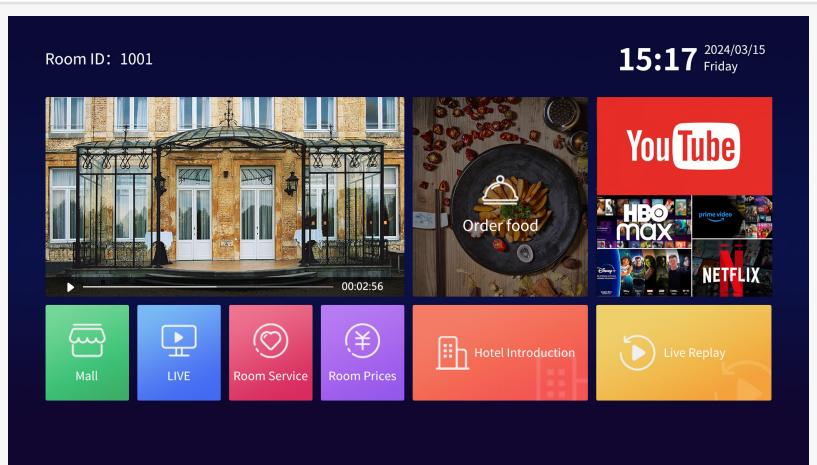 Room ID： 1001
15:17
2024/03/15
Friday
00:02:56
Order food
YouTube
HBO
max
prime video
Disney+
NETFLIX
Mall
LIVE
Room Service
Room Prices
Hotel Introduction
Live Replay